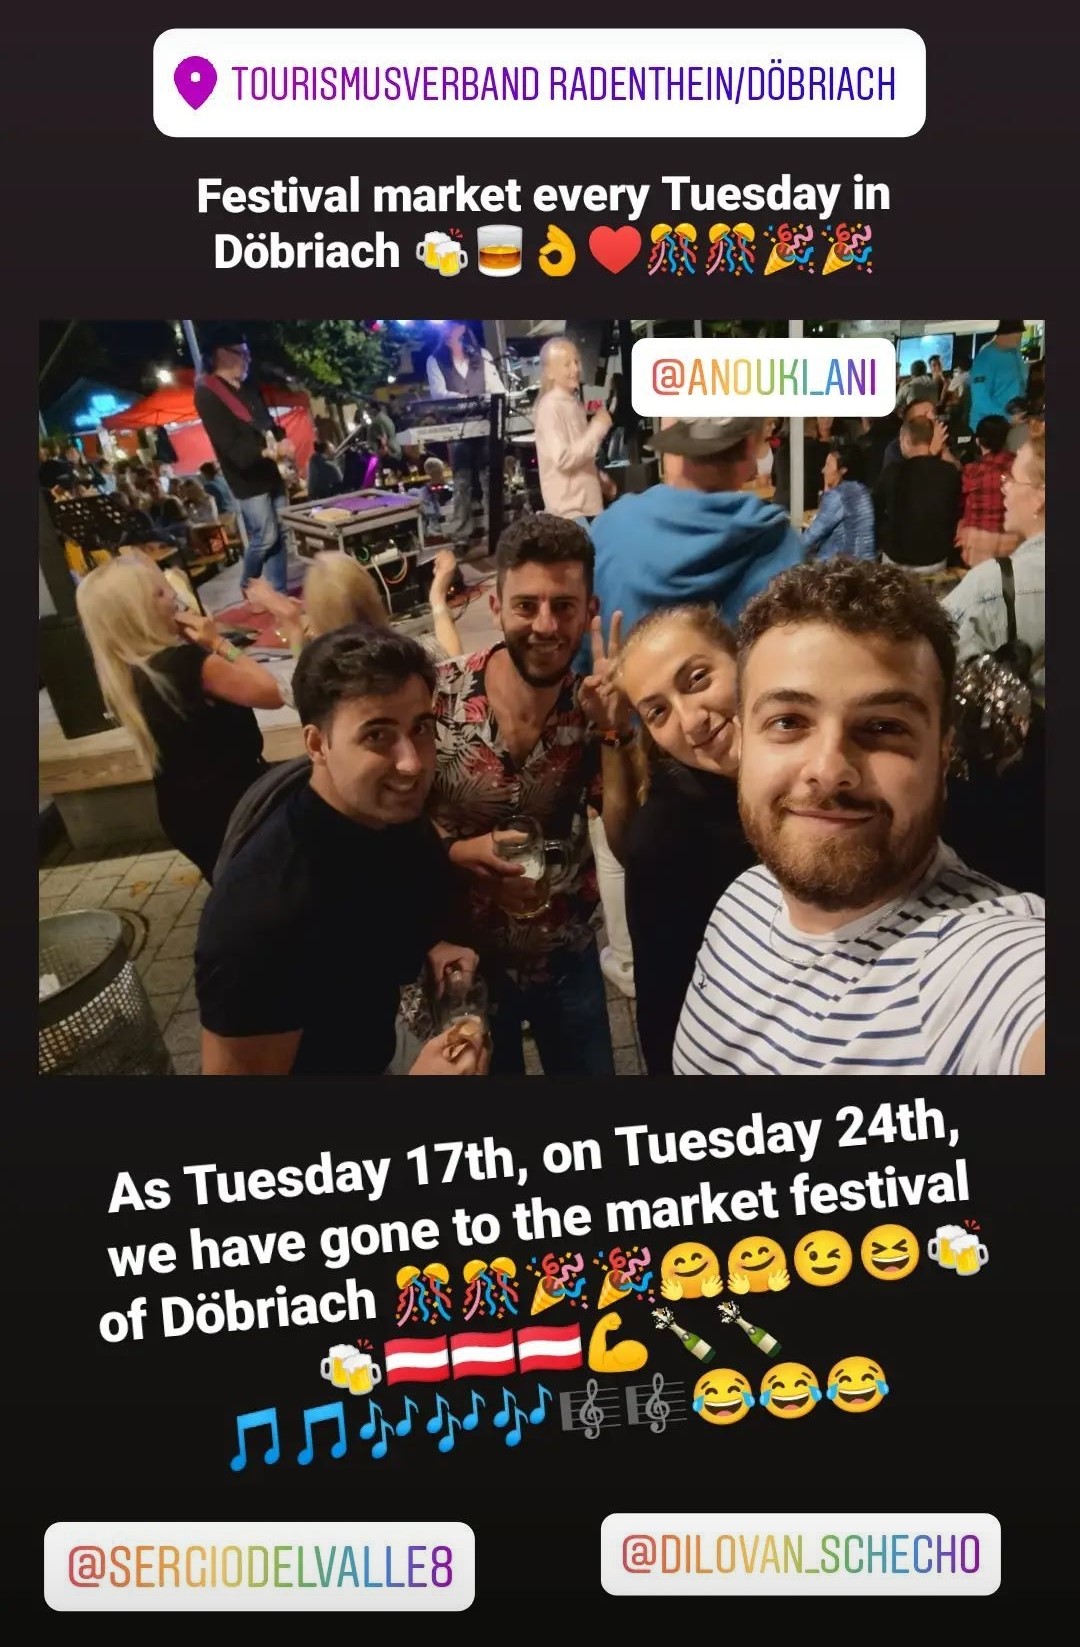 TOURISMUSVERBAND RADENTHEIN/DÖBRIACH
Festival market every Tuesday in
Döbriach 🍻🥃👌❤️🎊🎊🎉🎉
@ANOUKI_ANI
As Tuesday 17th, on Tuesday 24th,
we have gone to the market festival
of Döbriach 🎊🎊🎉🎉🤗🤗😉😆🍻
🍻🇦🇹🇦🇹🇦🇹💪🍾🍾
🎵🎵🎶🎶🎶🎼🎼😂😂😂
@SERGIODELVALLE8
@DILOVAN_SCHECHO